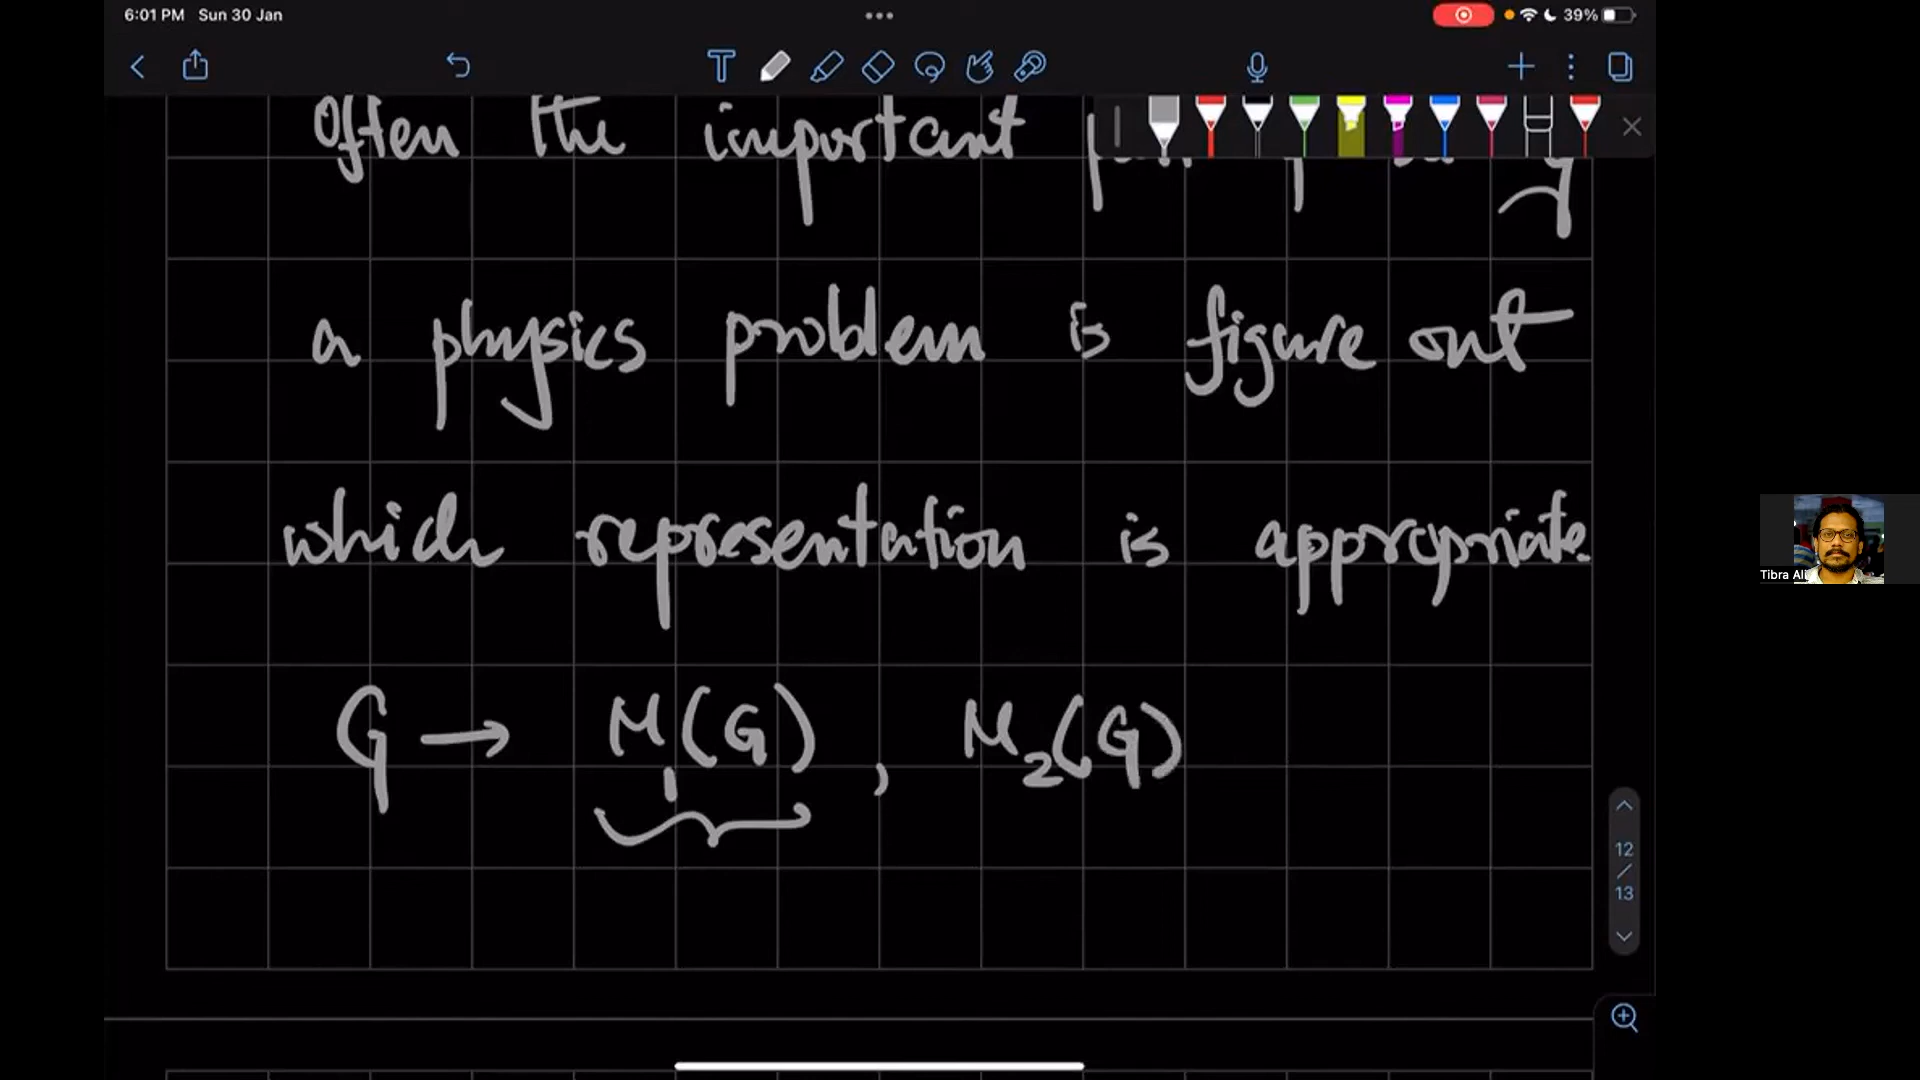 6:01 PM Sun 30 Jan
39%
Often the important
a physics problem is figure out
which representation is appropriate.
G → M₁(G), M₂(G)
12
/
13
Tibra Ali